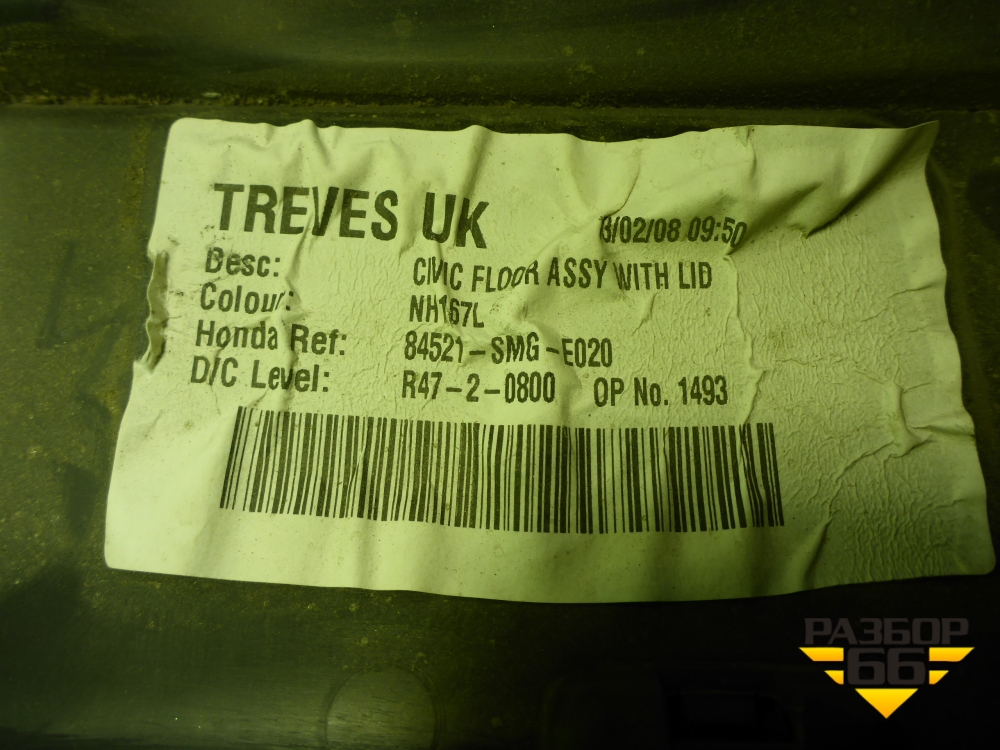 TREVES UK
3/02/08 09:50
Desc: CIVIC FLOOR ASSY WITH LID
Colour: NH167L
Honda Ref: 84521-SMG-E020
D/C Level: R47-2-0800 OP No. 1493
РАЗБОР
66